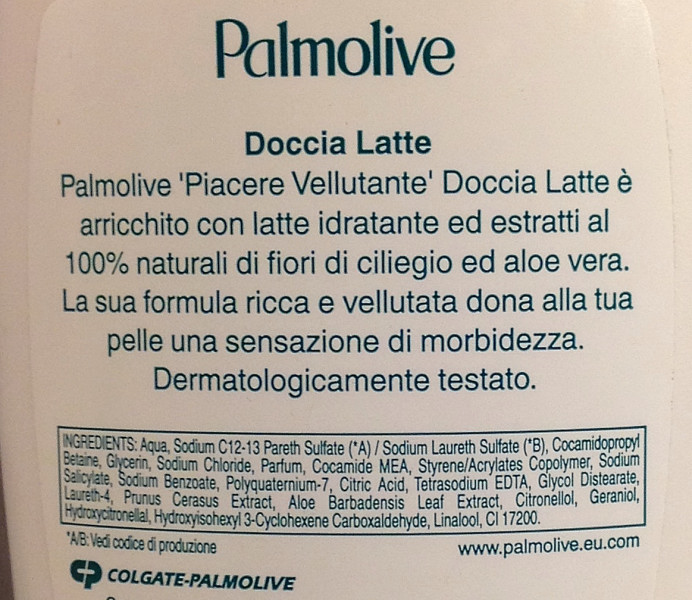 Palmolive
Doccia Latte
Palmolive 'Piacere Vellutante' Doccia Latte è
arricchito con latte idratante ed estratti al
100% naturali di fiori di ciliegio ed aloe vera.
La sua formula ricca e vellutata dona alla tua
pelle una sensazione di morbidezza.
Dermatologicamente testato.
INGREDIENTS: Aqua, Sodium C12-13 Pareth Sulfate (*A) / Sodium Laureth Sulfate (*B), Cocamidopropyl
Betaine, Glycerin, Sodium Chloride, Parfum, Cocamide MEA, Styrene/Acrylates Copolymer, Sodium
Salicylate, Sodium Benzoate, Polyquaternium-7, Citric Acid, Tetrasodium EDTA, Glycol Distearate,
Laureth-4, Prunus Cerasus Extract, Aloe Barbadensis Leaf Extract, Citronellol, Geraniol,
Hydroxycitronellal, Hydroxyisohexyl 3-Cyclohexene Carboxaldehyde, Linalool, CI 17200.
*A/B: Vedi codice di produzione
www.palmolive.eu.com
COLGATE-PALMOLIVE